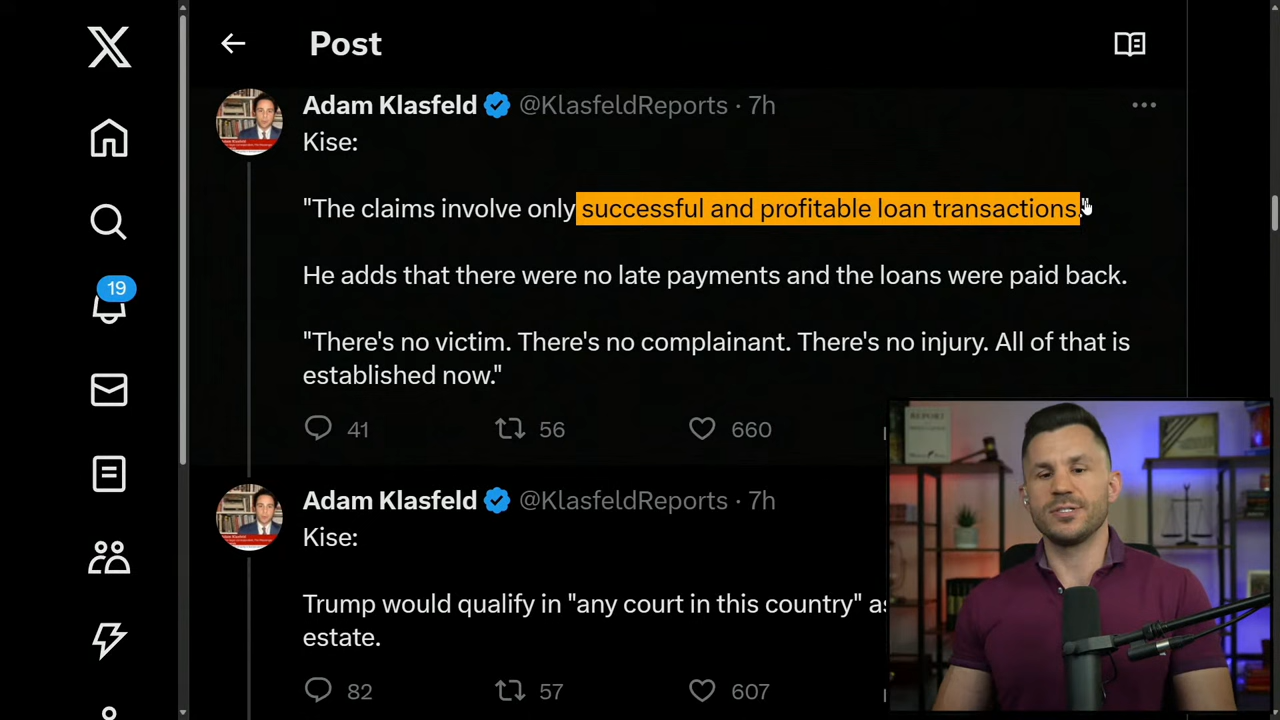 Post
Adam Klasfeld @KlasfeldReports · 7h
Kise:
"The claims involve only successful and profitable loan transactions."
He adds that there were no late payments and the loans were paid back.
"There's no victim. There's no complainant. There's no injury. All of that is
established now."
41 56 660
19
Adam Klasfeld @KlasfeldReports · 7h
Kise:
Trump would qualify in "any court in this country"
estate.
82 57 607